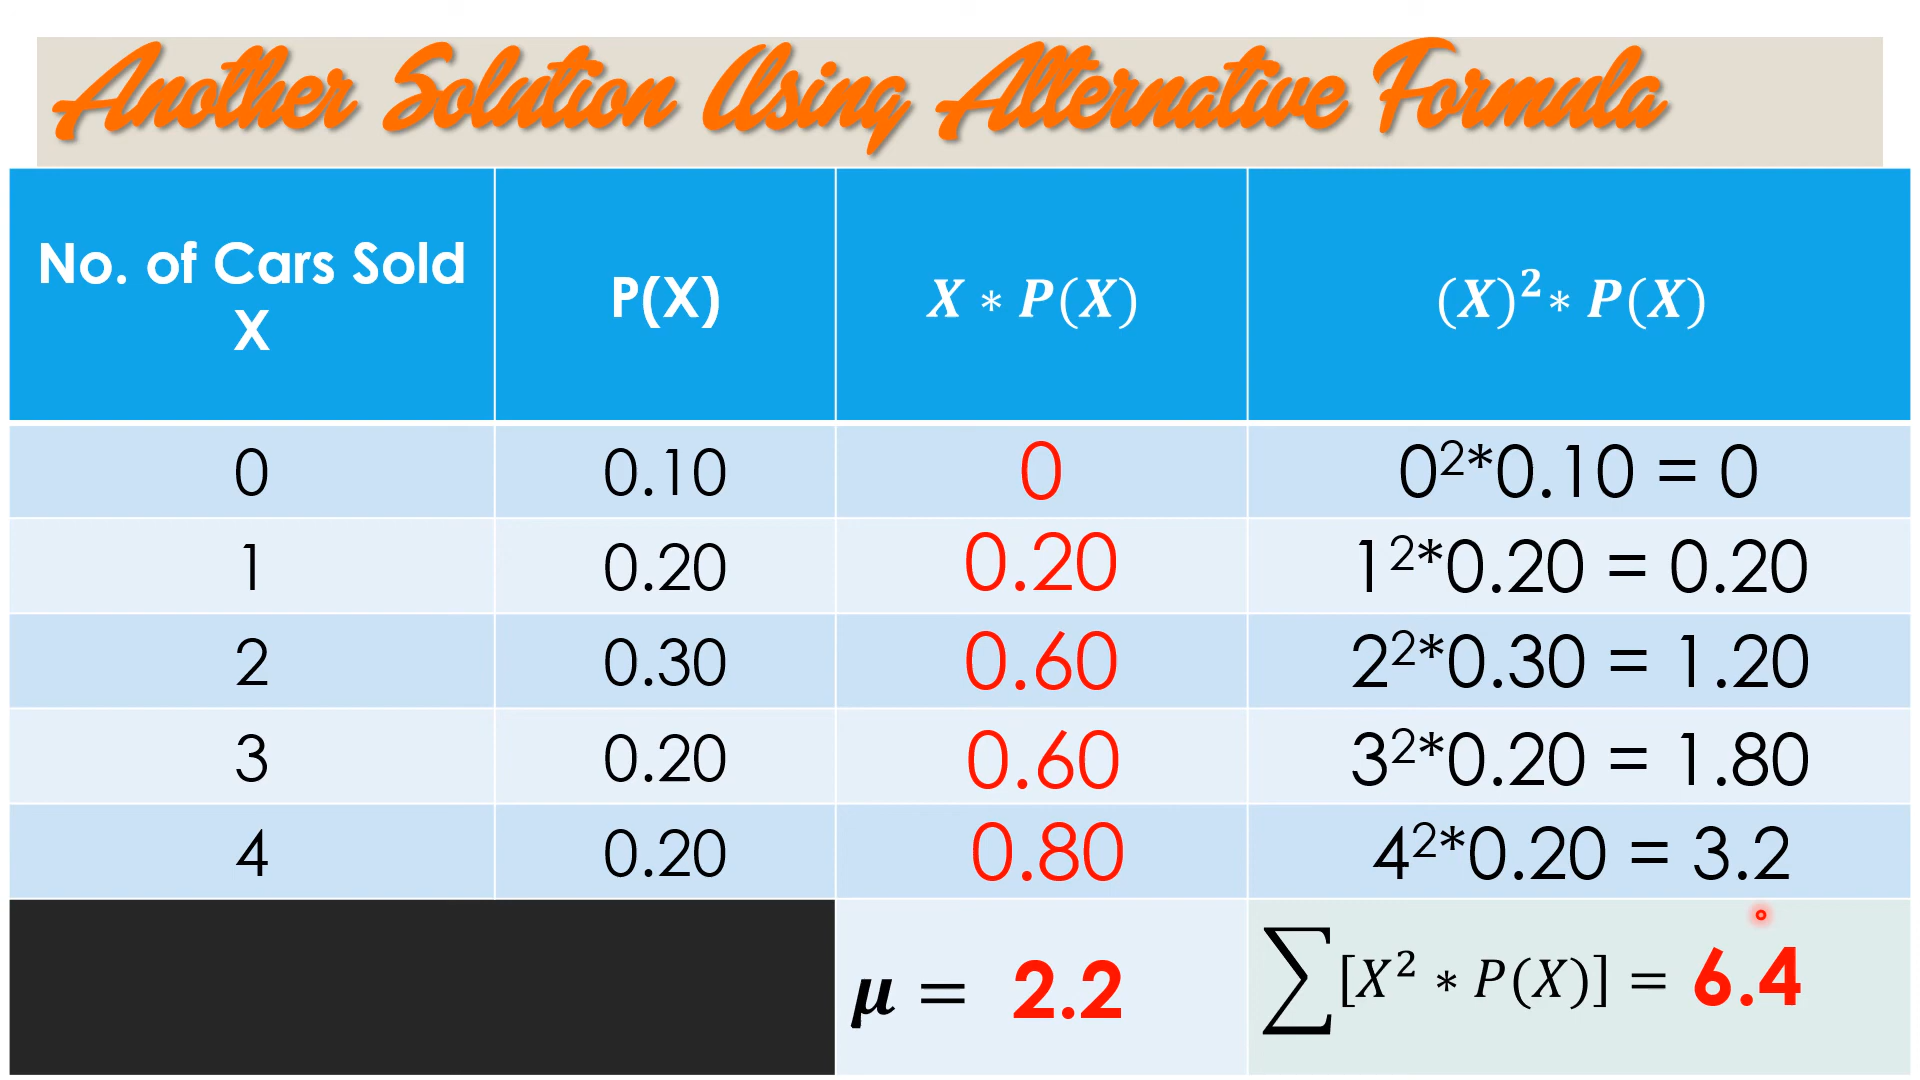 Another Solution Using Alternative Formula
No. of Cars Sold
X
P(X)
X ∗ P(X)
(X)² ∗ P(X)
0
0.10
0
0²*0.10 = 0
1
0.20
0.20
1²*0.20 = 0.20
2
0.30
0.60
2²*0.30 = 1.20
3
0.20
0.60
3²*0.20 = 1.80
4
0.20
0.80
4²*0.20 = 3.2
μ = 2.2
∑[X² ∗ P(X)] = 6.4